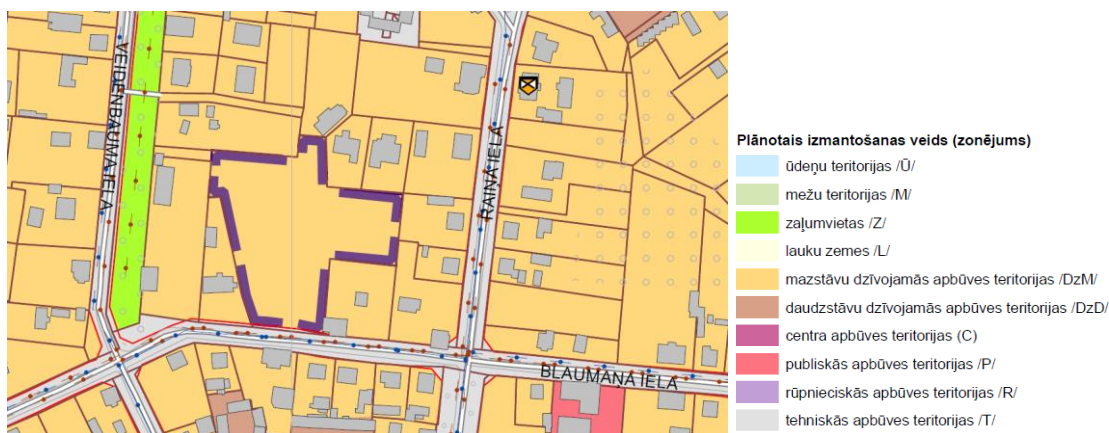 VEIDENBAUMA IELA
RAIŅA IELA
BLAUMAŅA IELA
Plānotais izmantošanas veids (zonējums)
ūdeņu teritorijas /Ū/
mežu teritorijas /M/
zaļumvietas /Z/
lauku zemes /L/
mazstāvu dzīvojamās apbūves teritorijas /DzM/
daudzstāvu dzīvojamās apbūves teritorijas /DzD/
centra apbūves teritorijas (C)
publiskās apbūves teritorijas /P/
rūpnieciskās apbūves teritorijas /R/
tehniskās apbūves teritorijas /T/